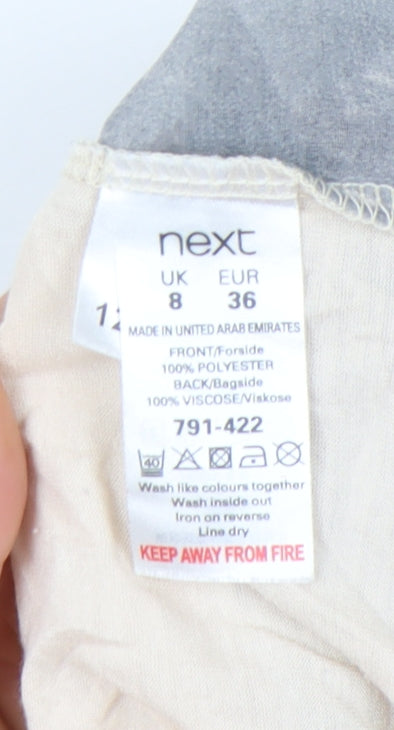 next
UK EUR
8 36
MADE IN UNITED ARAB EMIRATES
FRONT/Forside
100% POLYESTER
BACK/Bagside
100% VISCOSE/Viskose
791-422
40
Wash like colours together
Wash inside out
Iron on reverse
Line dry
KEEP AWAY FROM FIRE